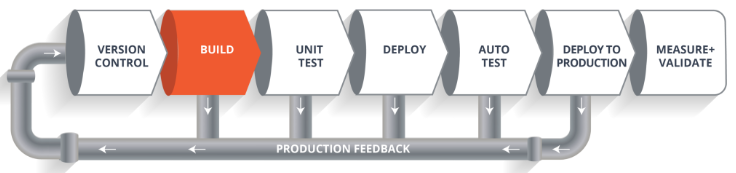 VERSION
CONTROL
BUILD
UNIT
TEST
DEPLOY
AUTO
TEST
DEPLOY TO
PRODUCTION
MEASURE+
VALIDATE
PRODUCTION FEEDBACK